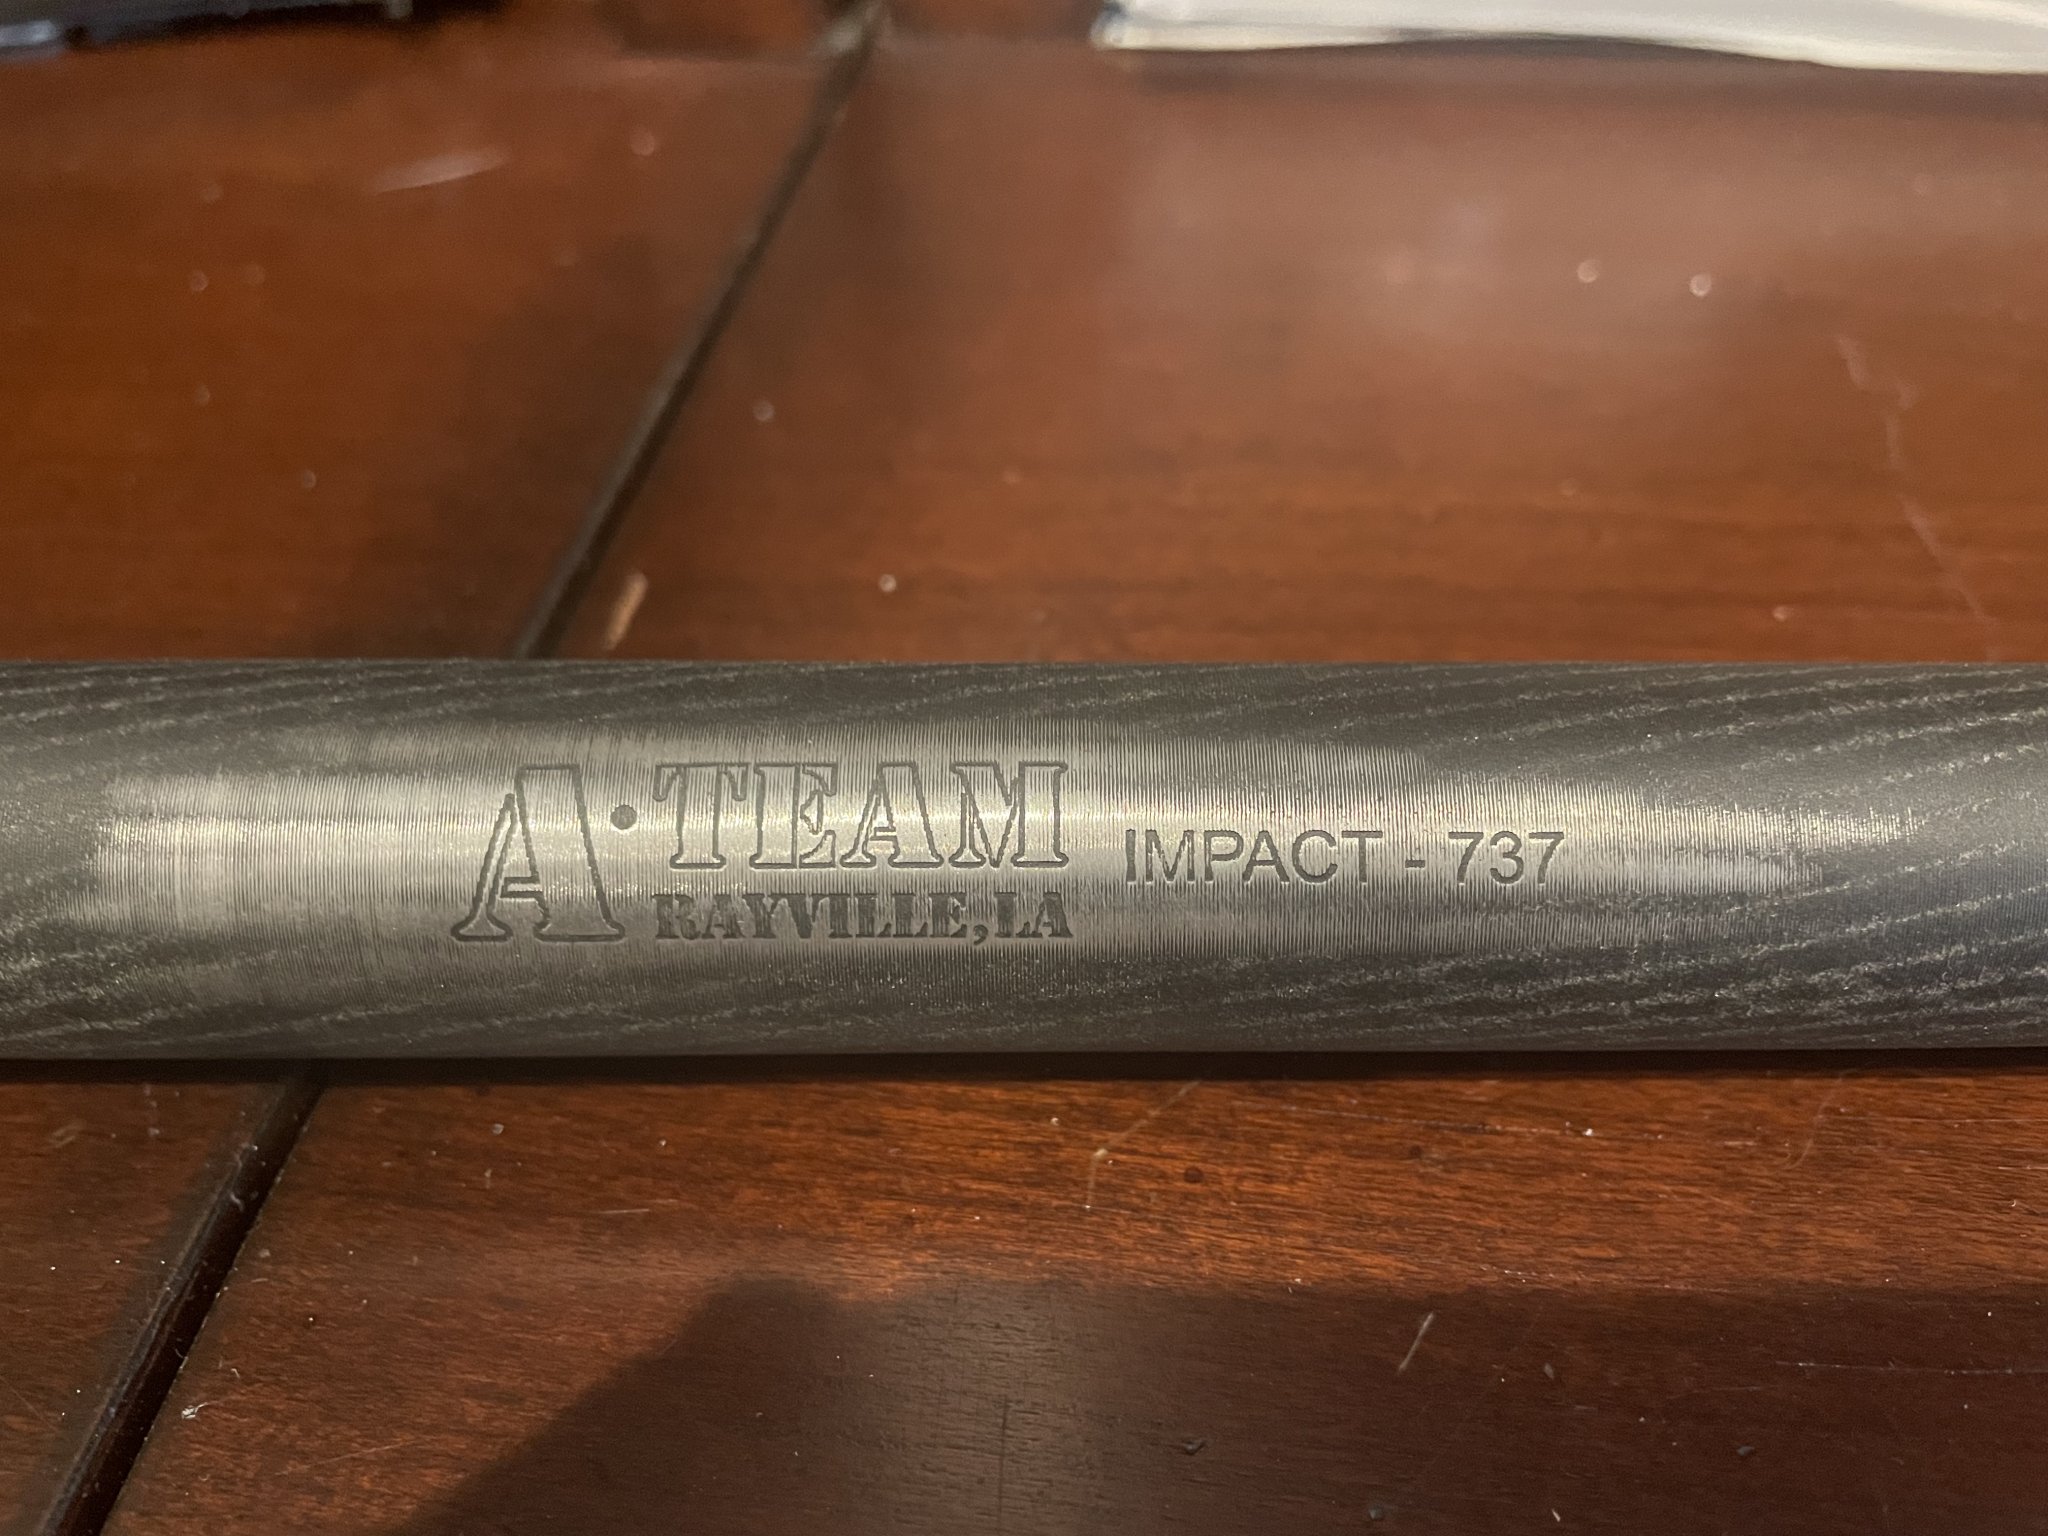 A·TEAM
RAYVILLE, LA
IMPACT - 737